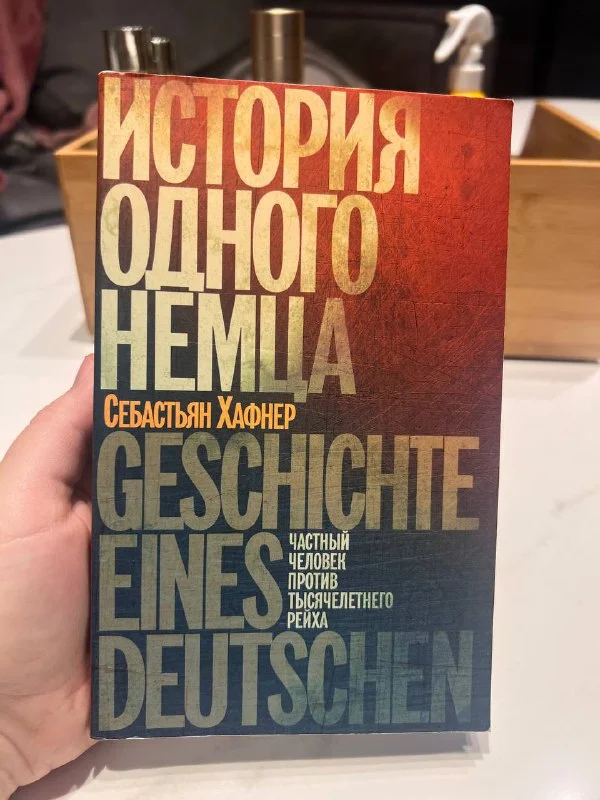 ИСТОРИЯ
ОДНОГО
НЕМЦА
СЕБАСТЬЯН ХАФНЕР
GESCHICHTE
EINES
ЧАСТНЫЙ
ЧЕЛОВЕК
ПРОТИВ
ТЫСЯЧЕЛЕТНЕГО
РЕЙХА
DEUTSCHEN